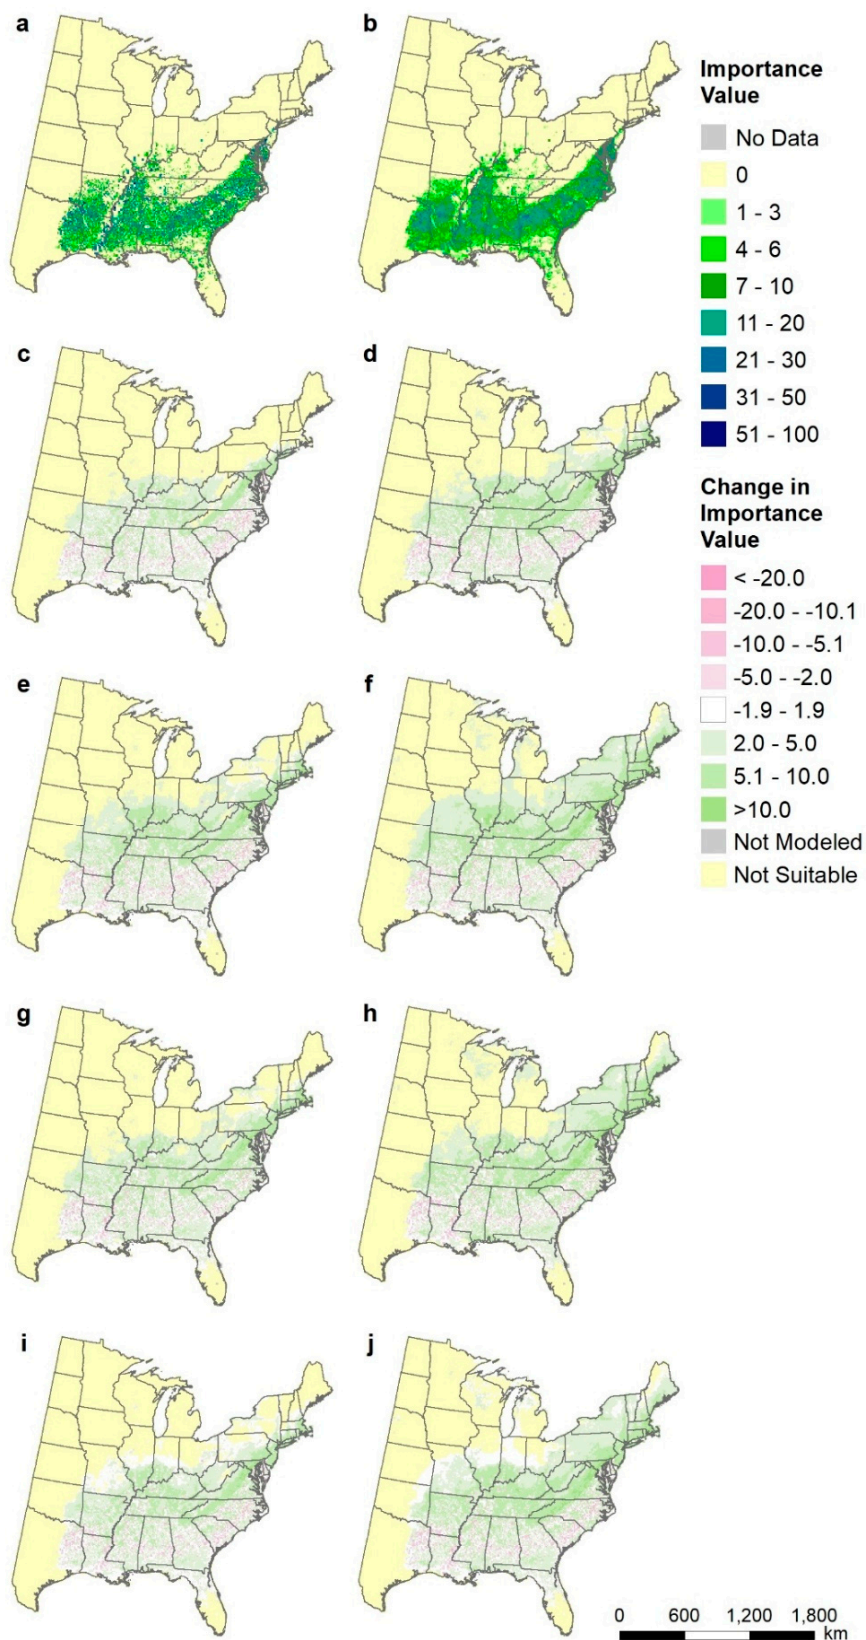 a
b
Importance
Value
No Data
0
1 - 3
4 - 6
7 - 10
11 - 20
21 - 30
31 - 50
51 - 100
c
d
Change in
Importance
Value
< -20.0
-20.0 - -10.1
-10.0 - -5.1
-5.0 - -2.0
-1.9 - 1.9
2.0 - 5.0
5.1 - 10.0
>10.0
Not Modeled
Not Suitable
e
f
g
h
i
j
0 600 1,200 1,800
km